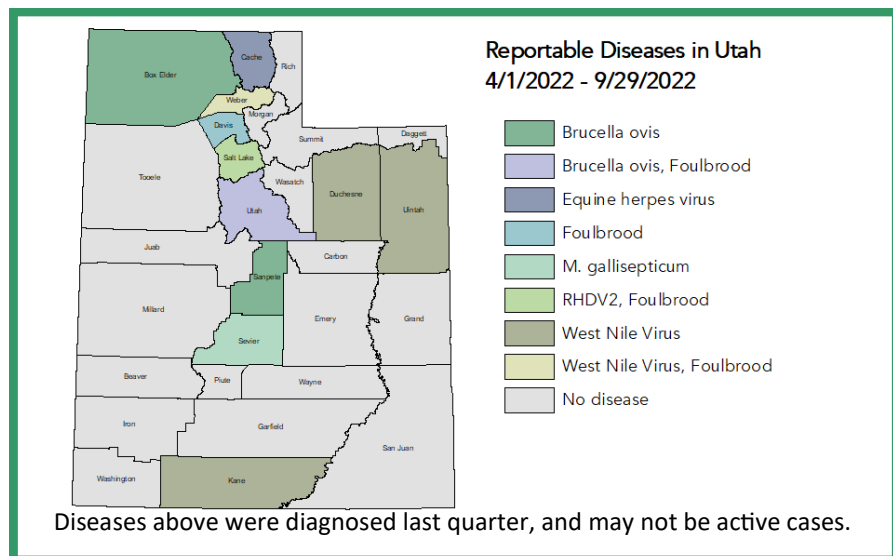 Reportable Diseases in Utah
4/1/2022 - 9/29/2022
Brucella ovis
Brucella ovis, Foulbrood
Equine herpes virus
Foulbrood
M. gallisepticum
RHDV2, Foulbrood
West Nile Virus
West Nile Virus, Foulbrood
No disease
Box Elder
Cache
Rich
Weber
Morgan
Davis
Summit
Daggett
Salt Lake
Tooele
Wasatch
Duchesne
Uintah
Utah
Juab
Carbon
Sanpete
Millard
Emery
Grand
Sevier
Beaver
Piute
Wayne
Iron
Garfield
San Juan
Washington
Kane
Diseases above were diagnosed last quarter, and may not be active cases.